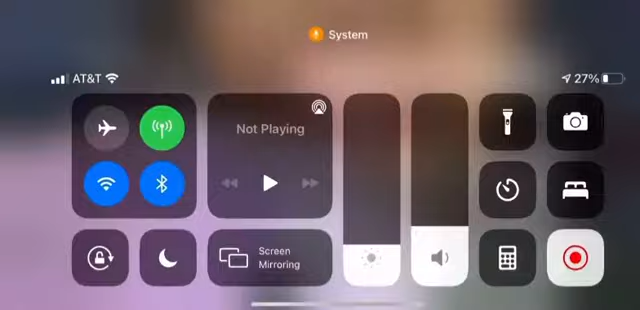 System
AT&T
27%
Not Playing
Screen
Mirroring